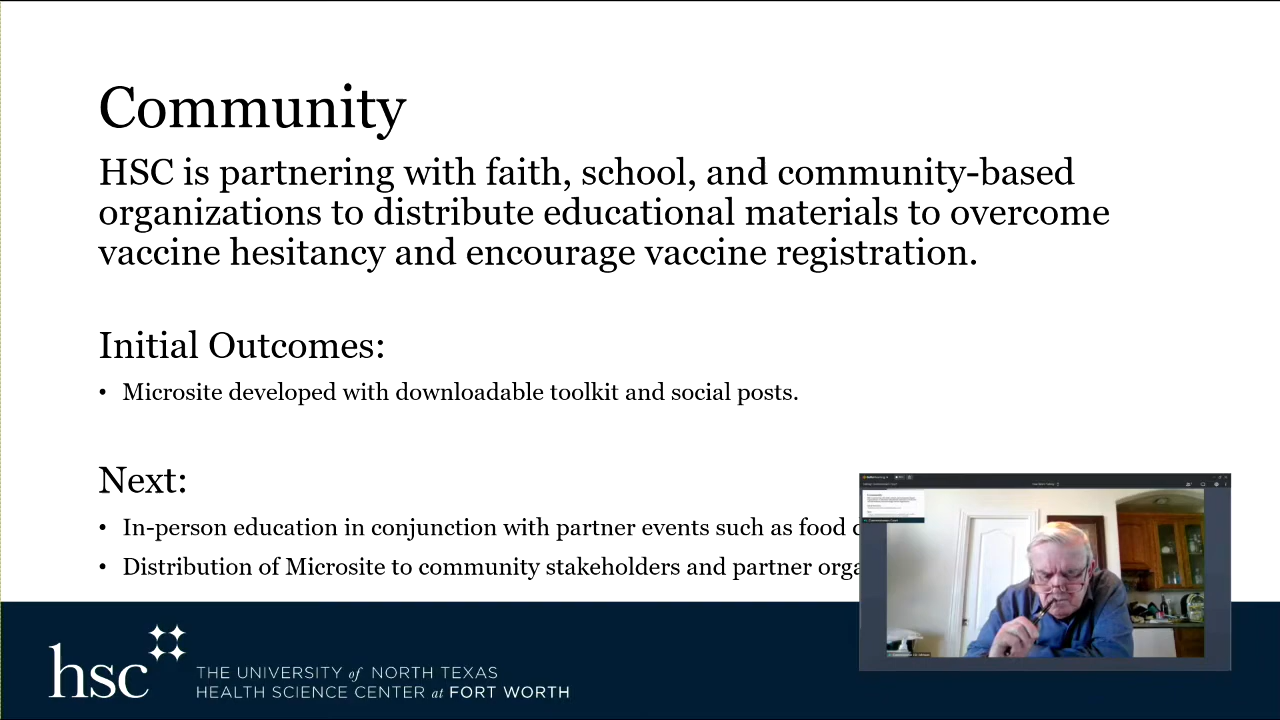 Community
HSC is partnering with faith, school, and community-based
organizations to distribute educational materials to overcome
vaccine hesitancy and encourage vaccine registration.
Initial Outcomes:
• Microsite developed with downloadable toolkit and social posts.
Next:
• In-person education in conjunction with partner events such as food
• Distribution of Microsite to community stakeholders and partner
hsc
THE UNIVERSITY of NORTH TEXAS
HEALTH SCIENCE CENTER at FORT WORTH